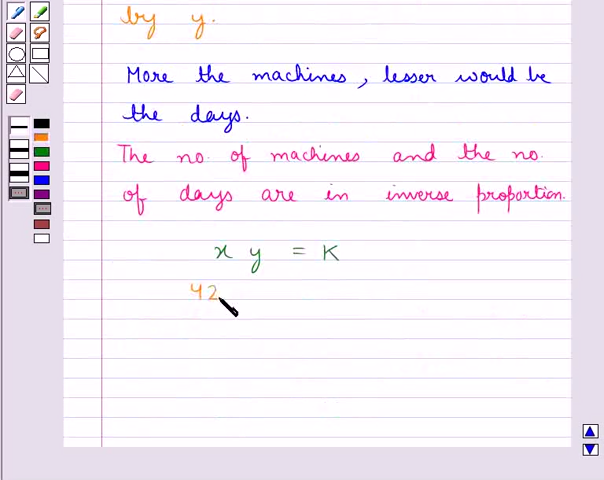 by y.
More the machines, lesser would be
the days.
The no. of machines and the no.
of days are in inverse proportion.
x y = K
42